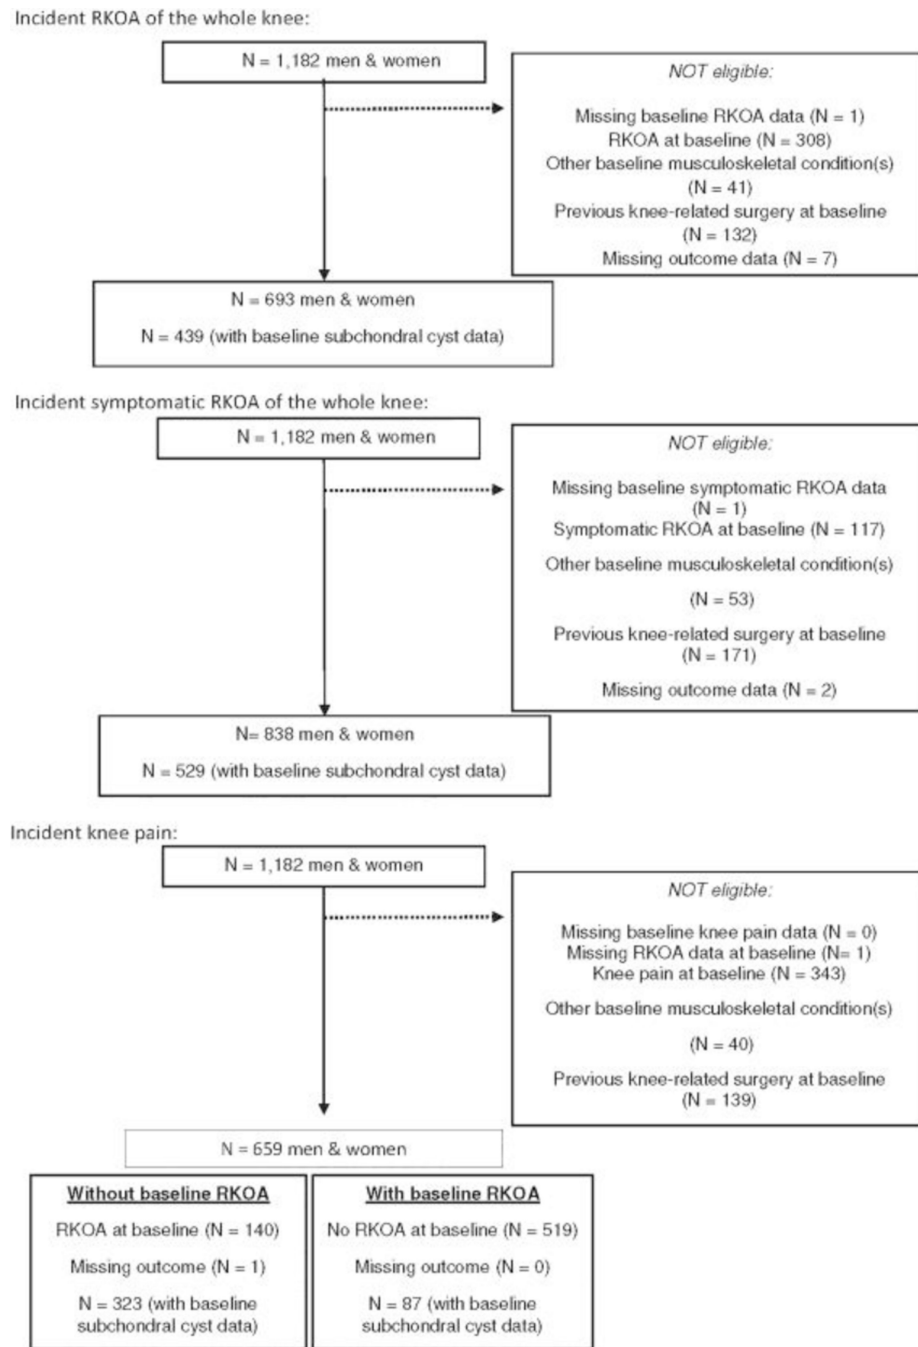 Incident RKOA of the whole knee:
N = 1,182 men & women
NOT eligible:
Missing baseline RKOA data (N = 1)
RKOA at baseline (N = 308)
Other baseline musculoskeletal condition(s)
(N = 41)
Previous knee-related surgery at baseline
(N = 132)
Missing outcome data (N = 7)
N = 693 men & women
N = 439 (with baseline subchondral cyst data)
Incident symptomatic RKOA of the whole knee:
N = 1,182 men & women
NOT eligible:
Missing baseline symptomatic RKOA data
(N = 1)
Symptomatic RKOA at baseline (N = 117)
Other baseline musculoskeletal condition(s)
(N = 53)
Previous knee-related surgery at baseline
(N = 171)
Missing outcome data (N = 2)
N= 838 men & women
N = 529 (with baseline subchondral cyst data)
Incident knee pain:
N = 1,182 men & women
NOT eligible:
Missing baseline knee pain data (N = 0)
Missing RKOA data at baseline (N= 1)
Knee pain at baseline (N = 343)
Other baseline musculoskeletal condition(s)
(N = 40)
Previous knee-related surgery at baseline
(N = 139)
N = 659 men & women
Without baseline RKOA
RKOA at baseline (N = 140)
Missing outcome (N = 1)
N = 323 (with baseline
subchondral cyst data)
With baseline RKOA
No RKOA at baseline (N = 519)
Missing outcome (N = 0)
N = 87 (with baseline
subchondral cyst data)